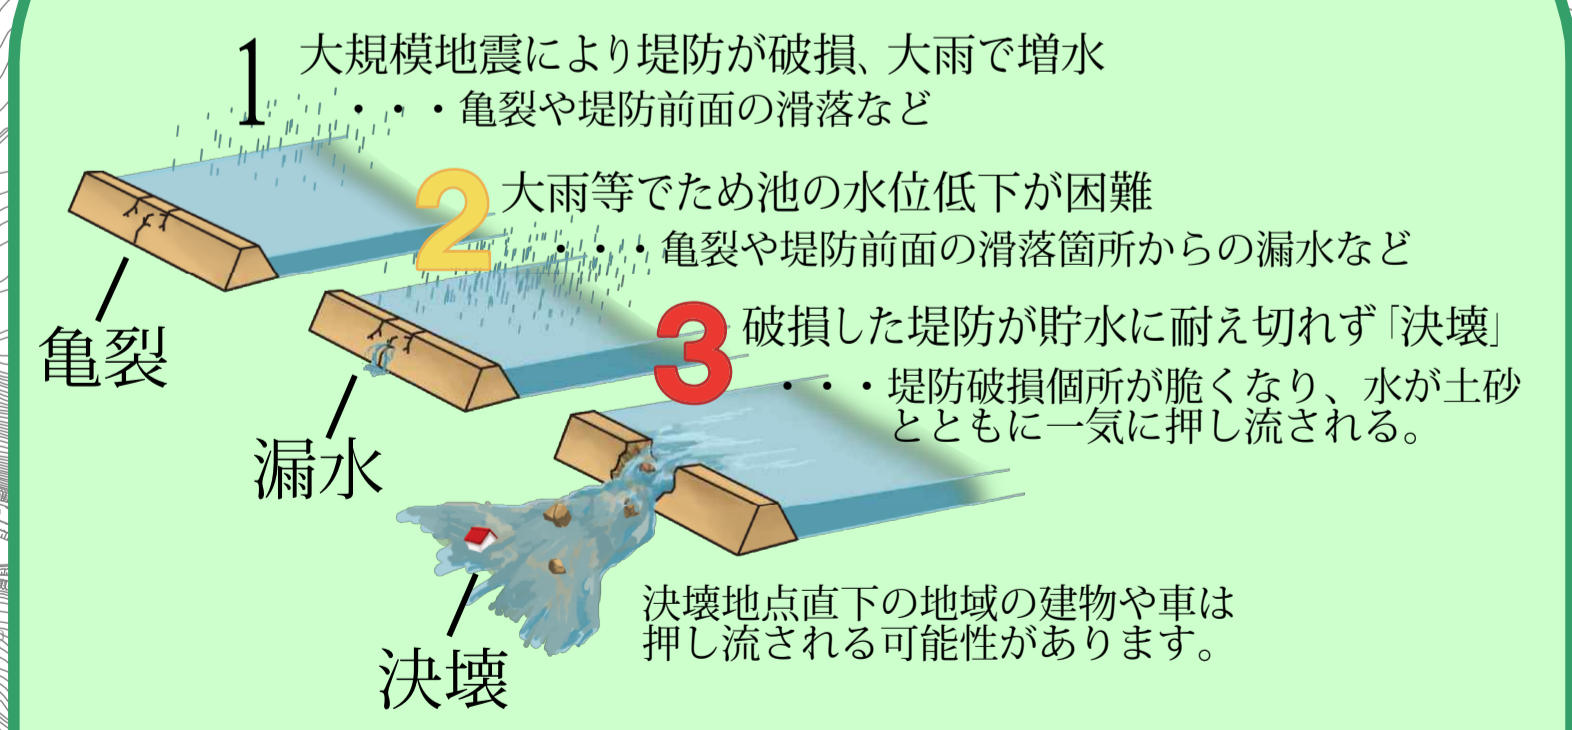 1 大規模地震により堤防が破損、大雨で増水
・・・亀裂や堤防前面の滑落など
2 大雨等でため池の水位低下が困難
・・・亀裂や堤防前面の滑落箇所からの漏水など
3 破損した堤防が貯水に耐え切れず「決壊」
・・・堤防破損個所が脆くなり、水が土砂
とともに一気に押し流される。
亀裂
漏水
決壊
決壊地点直下の地域の建物や車は
押し流される可能性があります。